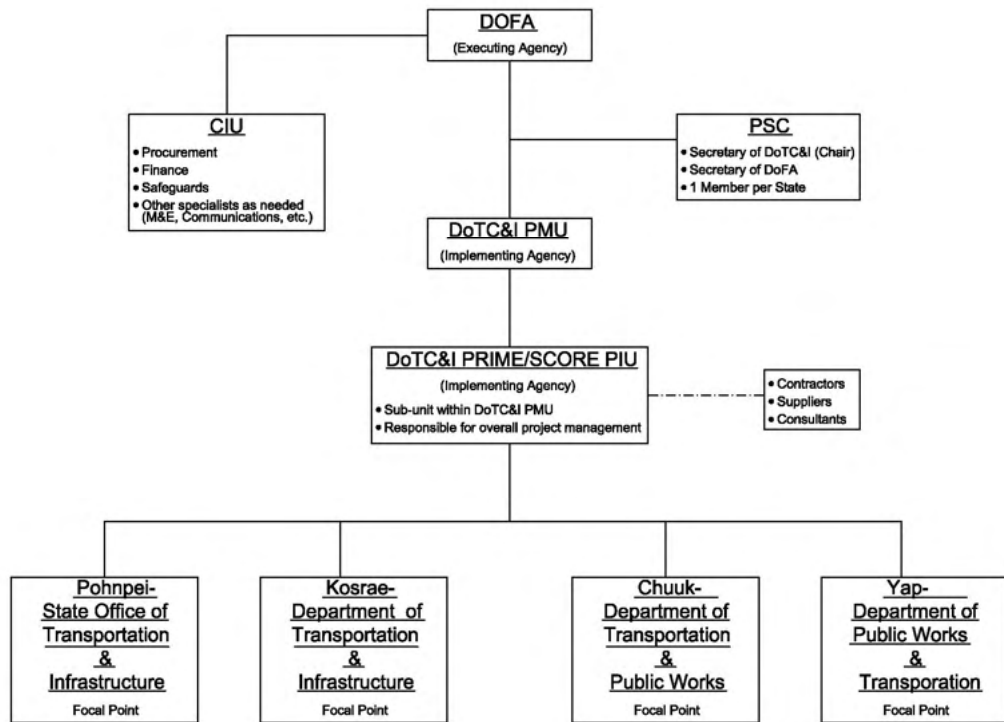 DOFA
(Executing Agency)
CIU
• Procurement
• Finance
• Safeguards
• Other specialists as needed
(M&E, Communications, etc.)
PSC
• Secretary of DoTC&I (Chair)
• Secretary of DoFA
• 1 Member per State
DoTC&I PMU
(Implementing Agency)
DoTC&I PRIME/SCORE PIU
(Implementing Agency)
• Sub-unit within DoTC&I PMU
• Responsible for overall project management
• Contractors
• Suppliers
• Consultants
Pohnpei-
State Office of
Transportation
&
Infrastructure
Focal Point
Kosrae-
Department of
Transportation
&
Infrastructure
Focal Point
Chuuk-
Department of
Transportation
&
Public Works
Focal Point
Yap-
Department of
Public Works
&
Transporation
Focal Point